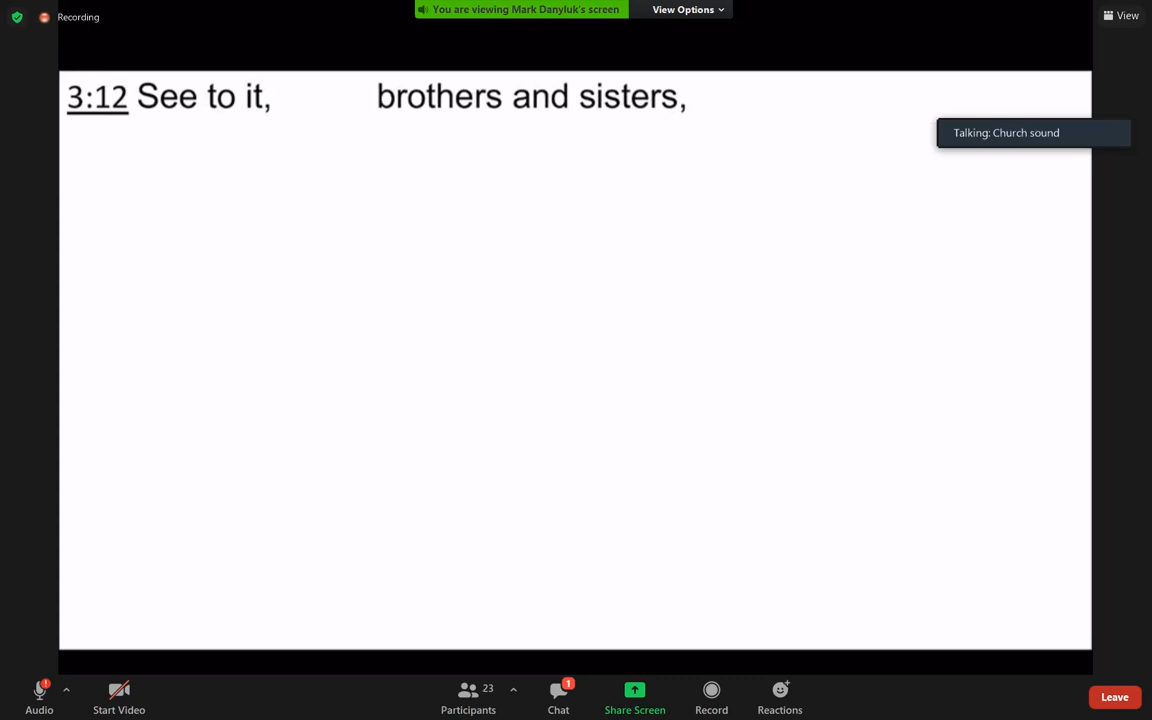 Recording
You are viewing Mark Danyluk's screen
View Options
View
3:12 See to it, brothers and sisters,
Talking: Church sound
Audio
Start Video
23
Participants
1
Chat
Share Screen
Record
Reactions
Leave